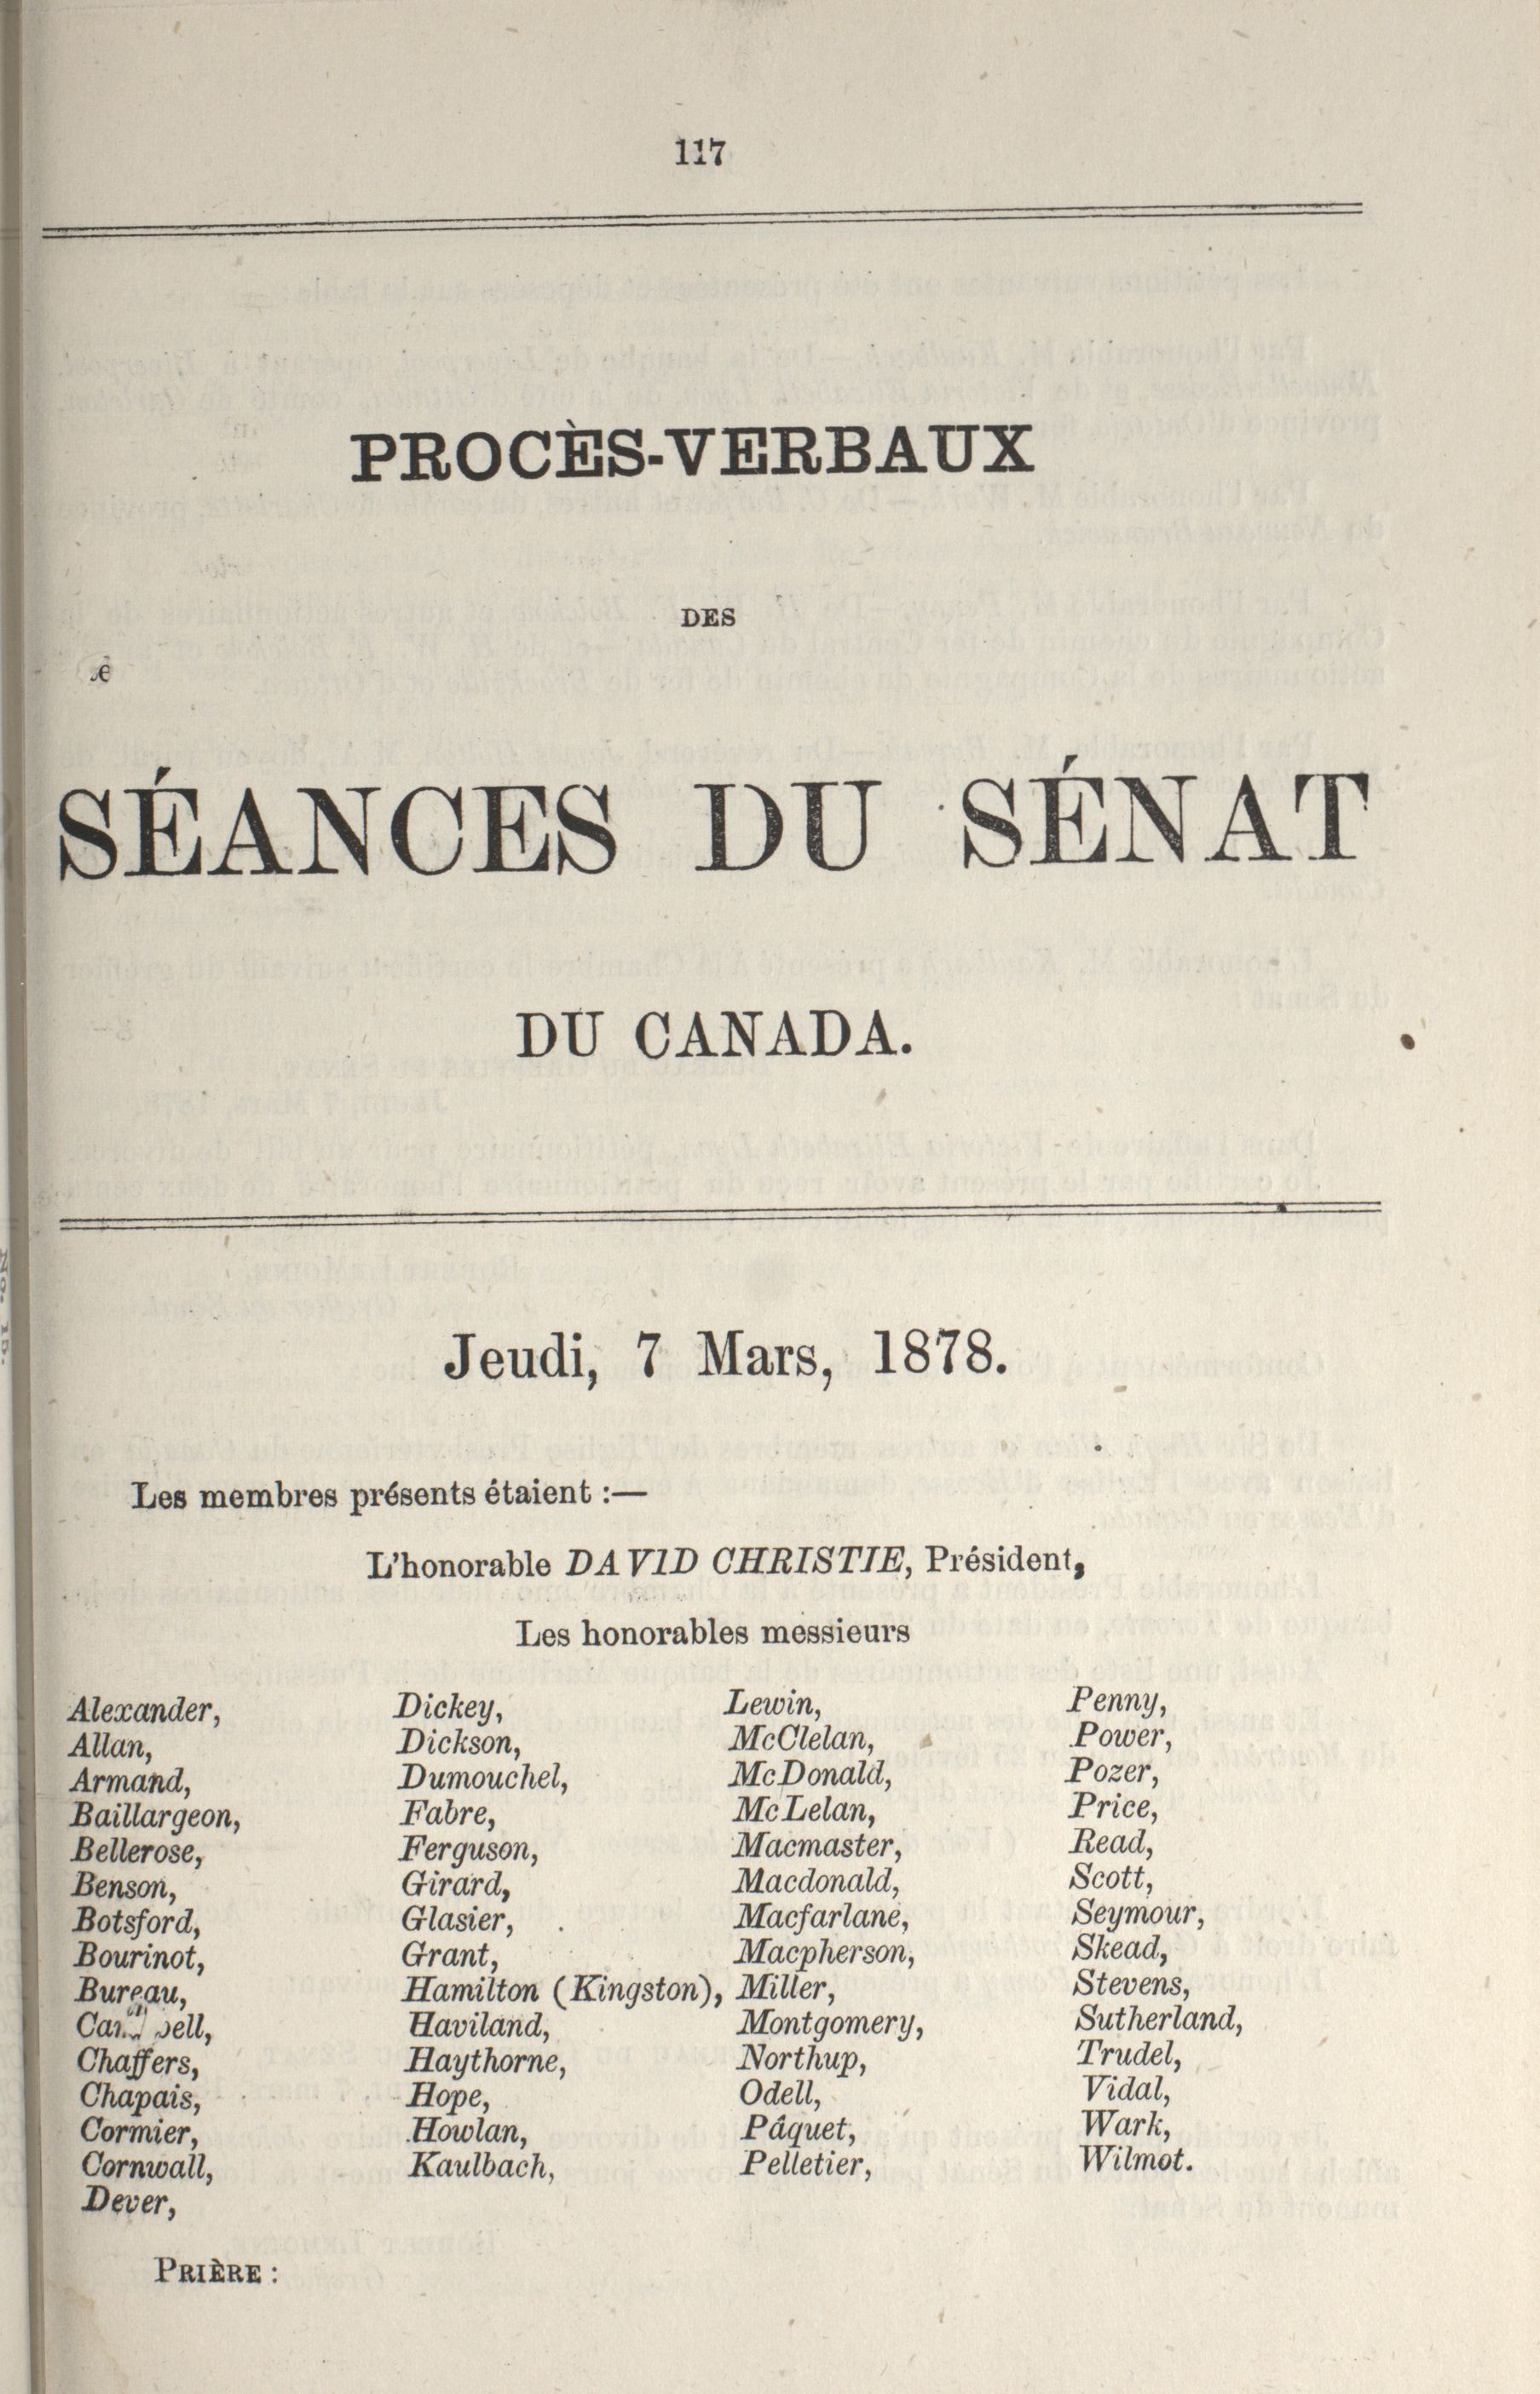 117
PROCÈS-VERBAUX
DES
SÉANCES DU SÉNAT
DU CANADA.
Jeudi, 7 Mars, 1878.
Les membres présents étaient :—
L'honorable DAVID CHRISTIE, Président,
Les honorables messieurs
Alexander,
Allan,
Armand,
Baillargeon,
Bellerose,
Benson,
Botsford,
Bourinot,
Bureau,
Chaffers,
Chapais,
Cormier,
Cornwall,
Dever,
Dickey,
Dickson,
Dumouchel,
Fabre,
Ferguson,
Girard,
Glasier,
Grant,
Hamilton (Kingston),
Haviland,
Haythorne,
Hope,
Howlan,
Kaulbach,
Lewin,
McClelan,
McDonald,
McLelan,
Macmaster,
Macdonald,
Macfarlane,
Macpherson,
Miller,
Montgomery,
Northup,
Odell,
Pâquet,
Pelletier,
Penny,
Power,
Pozer,
Price,
Read,
Scott,
Seymour,
Skead,
Stevens,
Sutherland,
Trudel,
Vidal,
Wark,
Wilmot.
PRIÈRE :